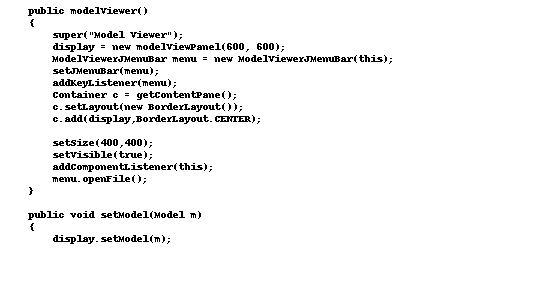 public modelViewer()
{
super("Model Viewer");
display = new modelViewPanel(600, 600);
ModelViewerJMenuBar menu = new ModelViewerJMenuBar(this);
setJMenuBar(menu);
addKeyListener(menu);
Container c = getContentPane();
c.setLayout(new BorderLayout());
c.add(display,BorderLayout.CENTER);
setSize(400,400);
setVisible(true);
addComponentListener(this);
menu.openFile();
}
public void setModel(Model m)
{
display.setModel(m);